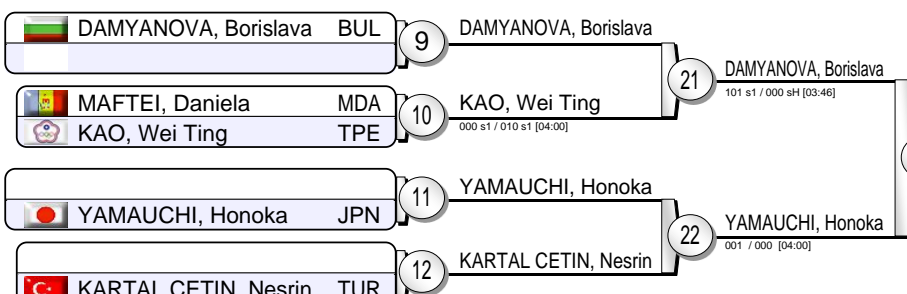 DAMYANOVA, Borislava BUL
9
DAMYANOVA, Borislava
21
DAMYANOVA, Borislava
101 s1 / 000 sH [03:46]
MAFTEI, Daniela MDA
KAO, Wei Ting TPE
10
KAO, Wei Ting
000 s1 / 010 s1 [04:00]
11
YAMAUCHI, Honoka
YAMAUCHI, Honoka JPN
22
YAMAUCHI, Honoka
001 / 000 [04:00]
12
KARTAL CETIN, Nesrin
KARTAL CETIN, Nesrin TUR